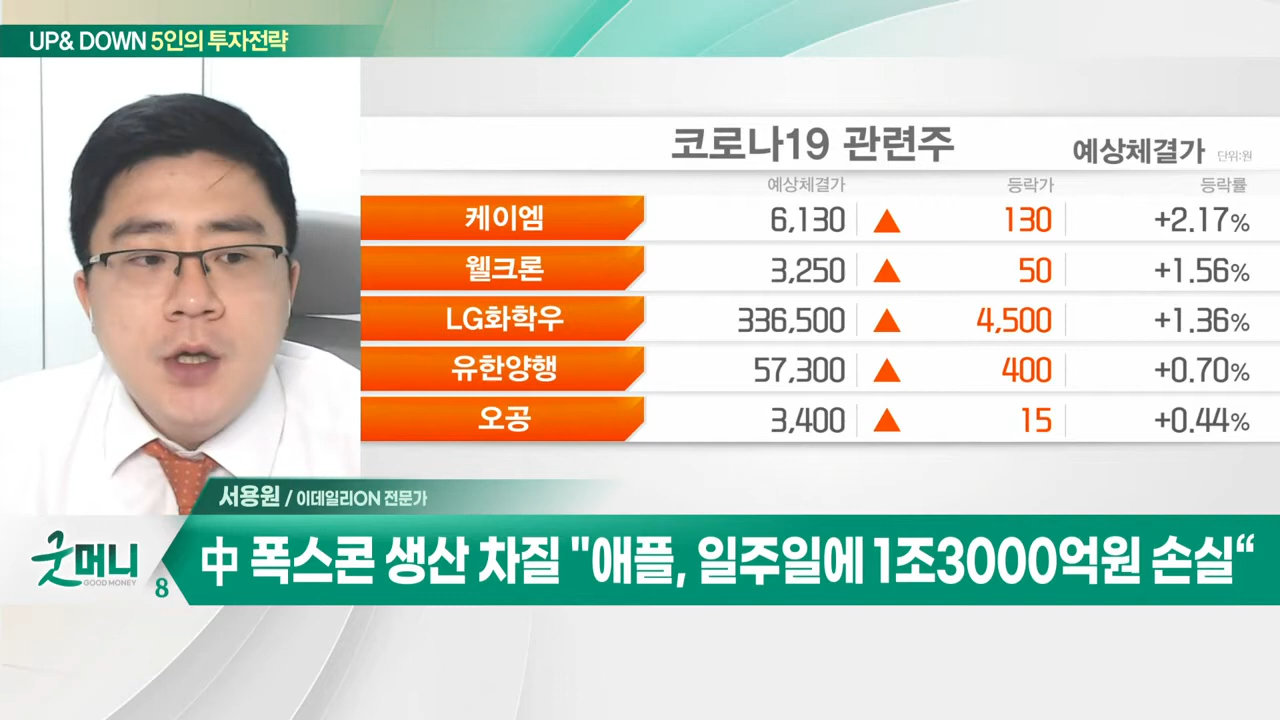 UP& DOWN 5인의 투자전략
코로나19 관련주 예상체결가 단위:원
예상체결가 등락가 등락률
케이엠 6,130 ▲ 130 +2.17%
웰크론 3,250 ▲ 50 +1.56%
LG화학우 336,500 ▲ 4,500 +1.36%
유한양행 57,300 ▲ 400 +0.70%
오공 3,400 ▲ 15 +0.44%
서용원 / 이데일리ON 전문가
굿머니 GOOD MONEY 8
中 폭스콘 생산 차질 "애플, 일주일에 1조3000억원 손실“